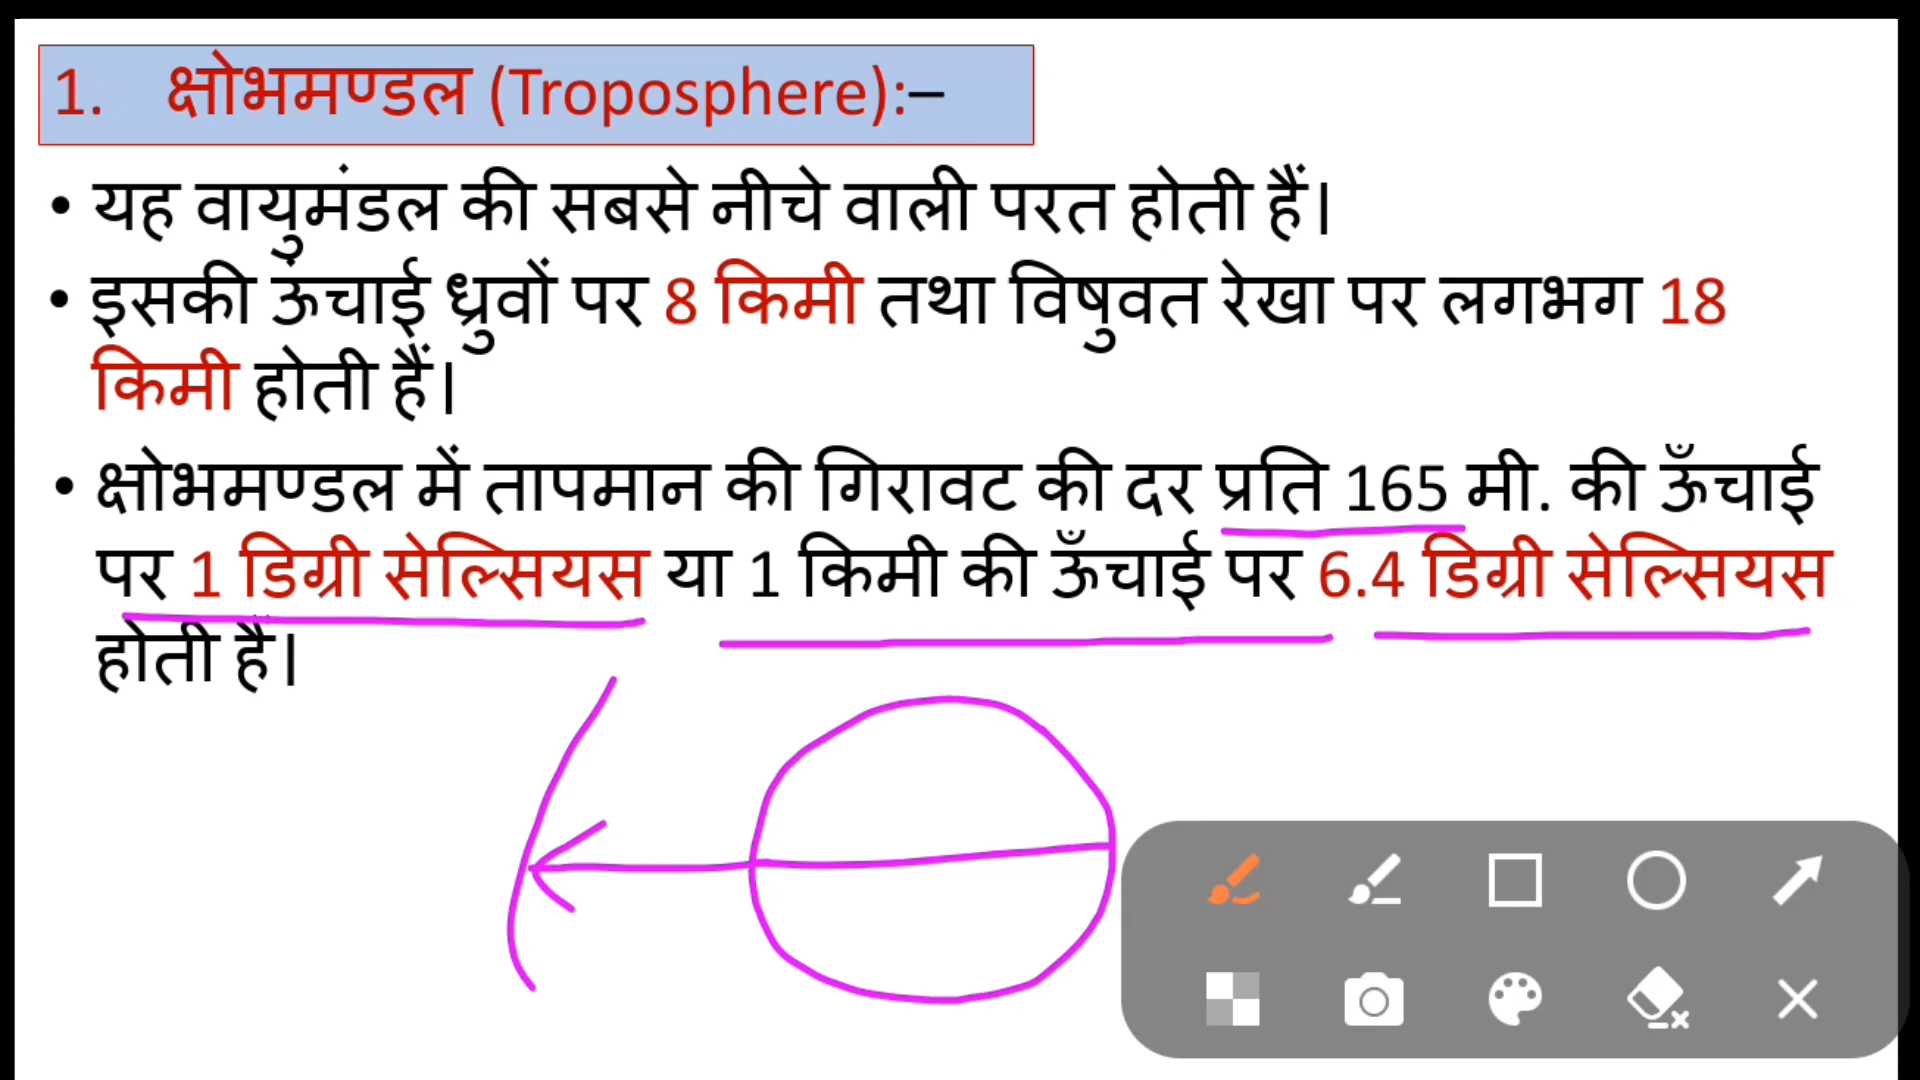 1. क्षोभमण्डल (Troposphere):–
• यह वायुमंडल की सबसे नीचे वाली परत होती हैं।
• इसकी ऊंचाई ध्रुवों पर 8 किमी तथा विषुवत रेखा पर लगभग 18
किमी होती हैं।
• क्षोभमण्डल में तापमान की गिरावट की दर प्रति 165 मी. की ऊँचाई
पर 1 डिग्री सेल्सियस या 1 किमी की ऊँचाई पर 6.4 डिग्री सेल्सियस
होती है।